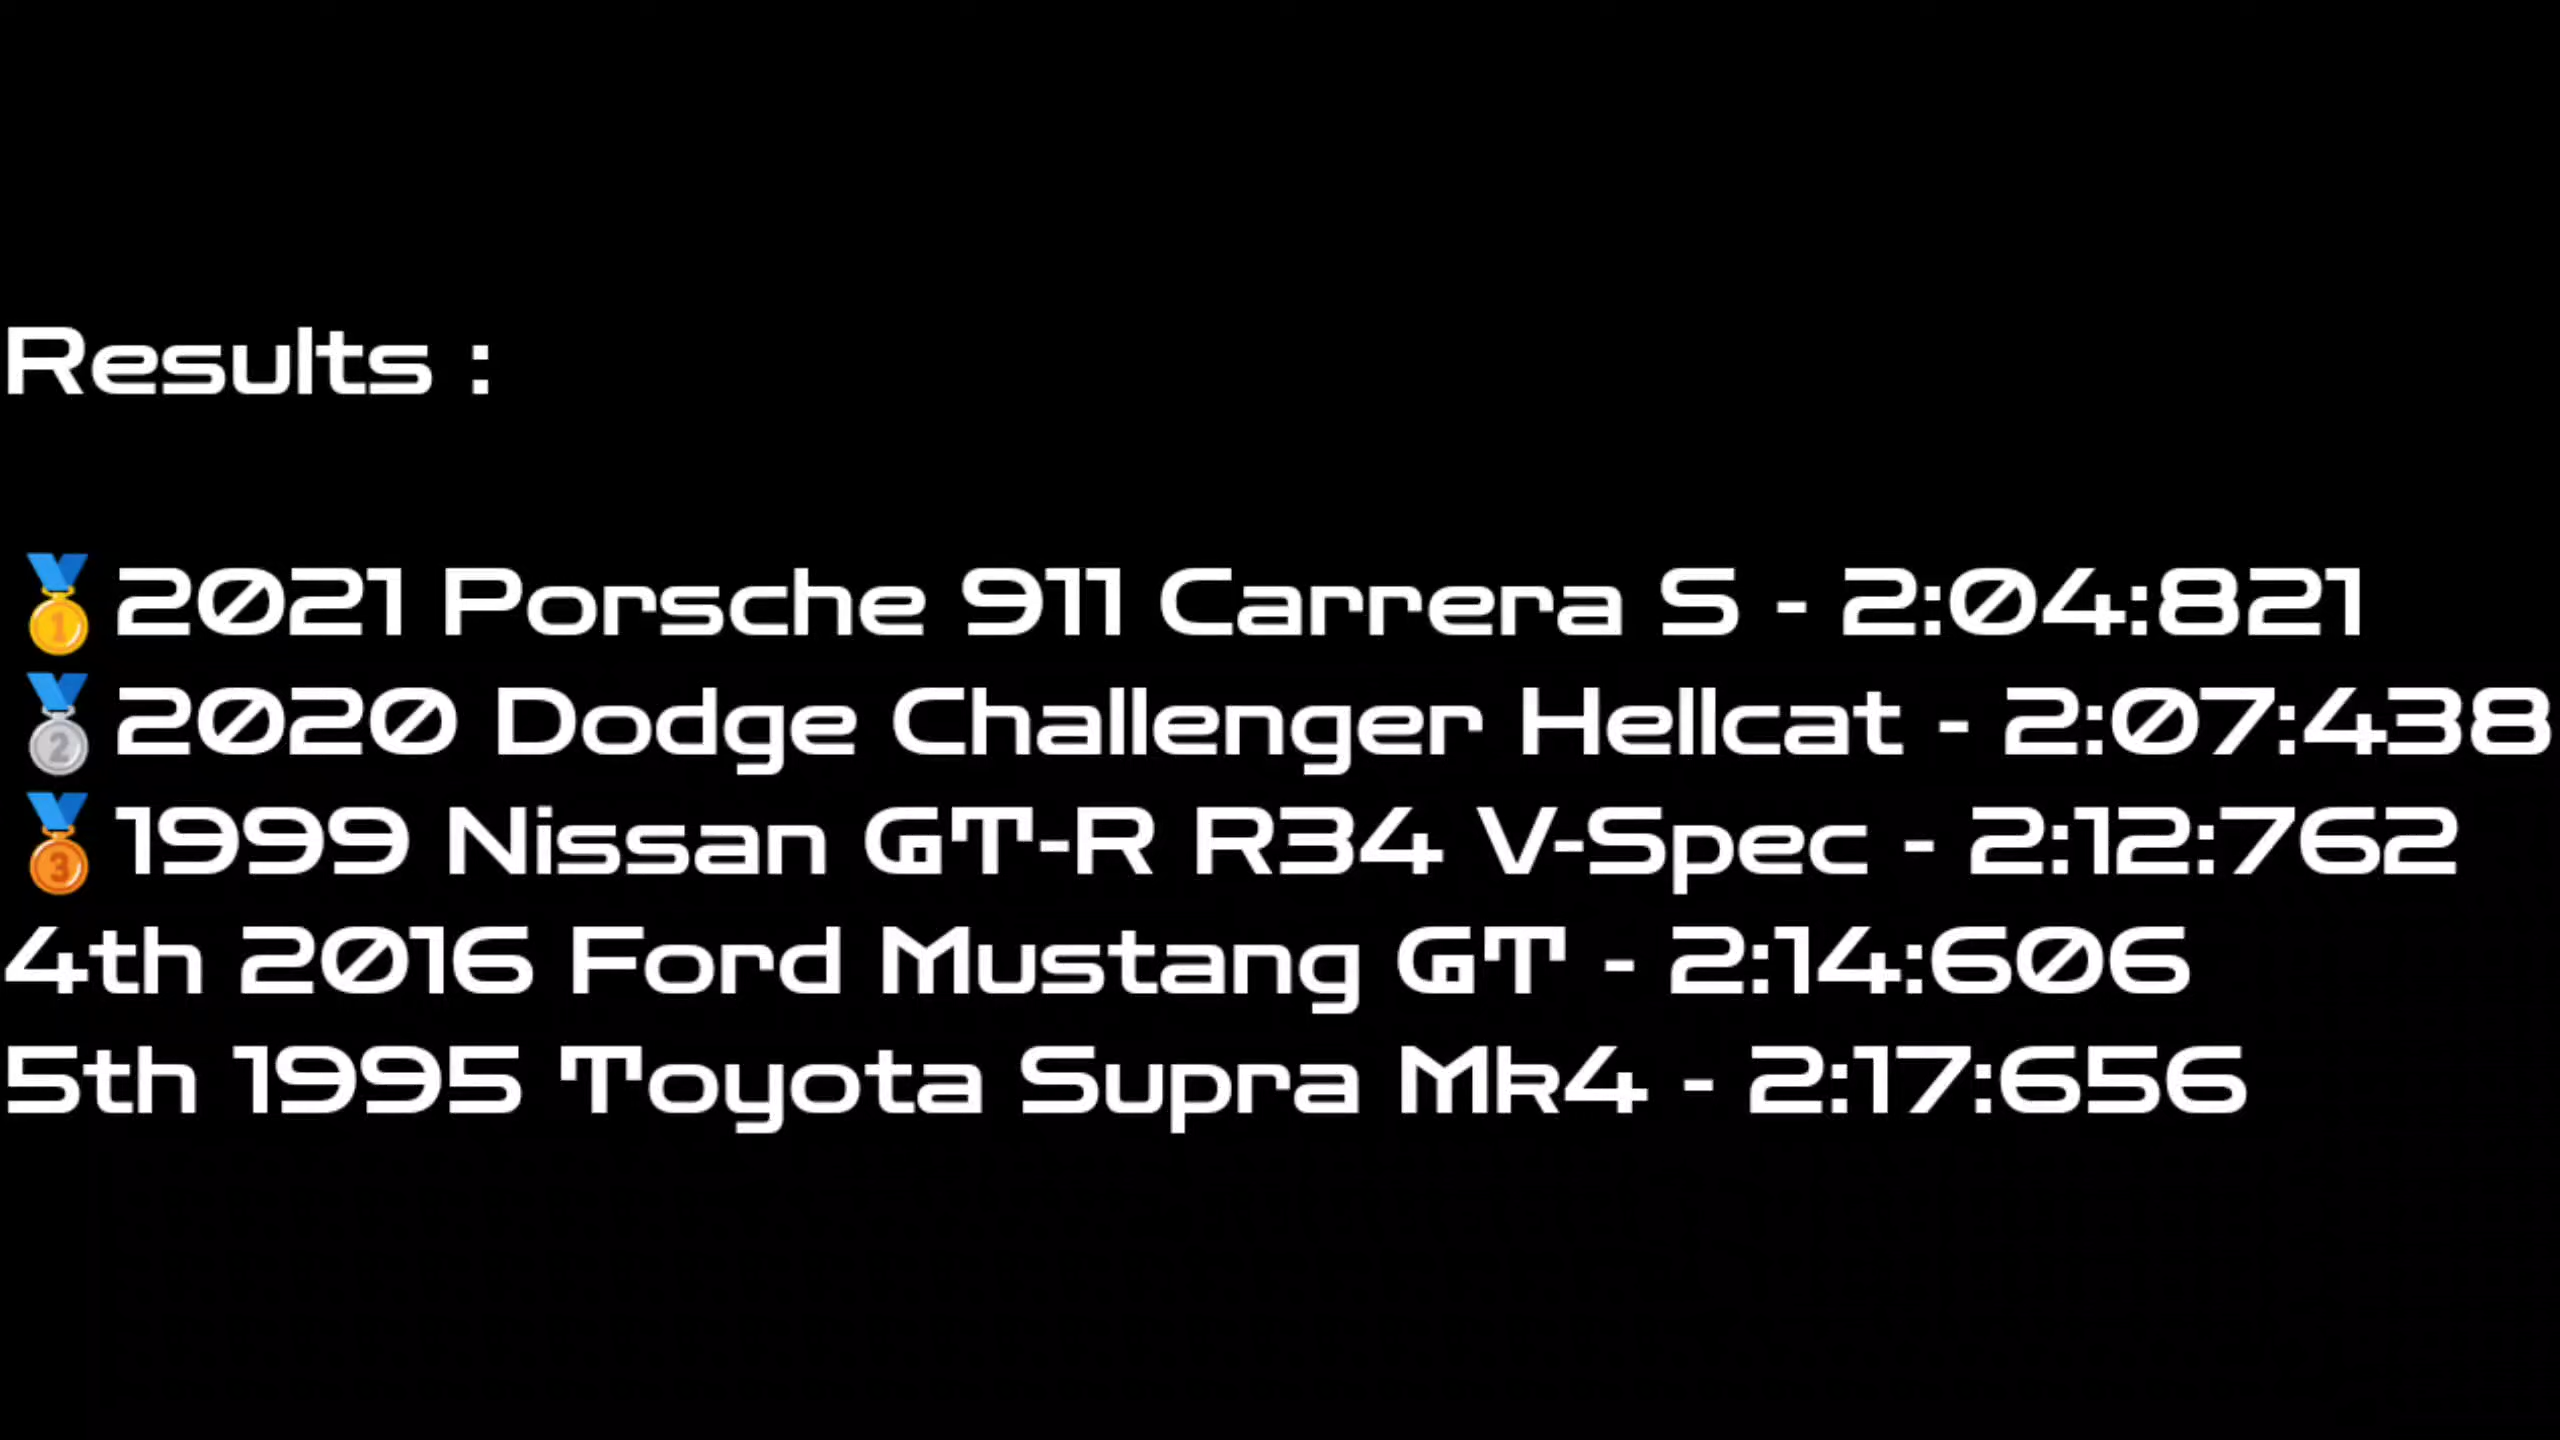 Results :
🥇2021 Porsche 911 Carrera S - 2:04:821
🥈2020 Dodge Challenger Hellcat - 2:07:438
🥉1999 Nissan GT-R R34 V-Spec - 2:12:762
4th 2016 Ford Mustang GT - 2:14:606
5th 1995 Toyota Supra Mk4 - 2:17:656